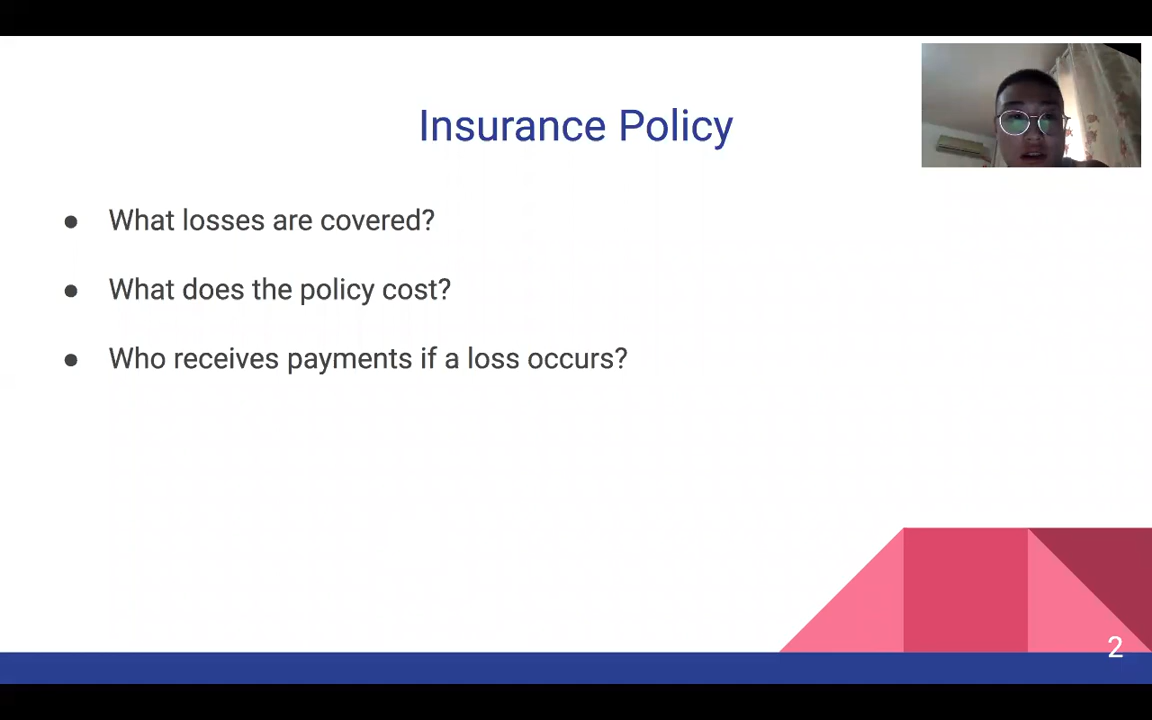 Insurance Policy
● What losses are covered?
● What does the policy cost?
● Who receives payments if a loss occurs?
2